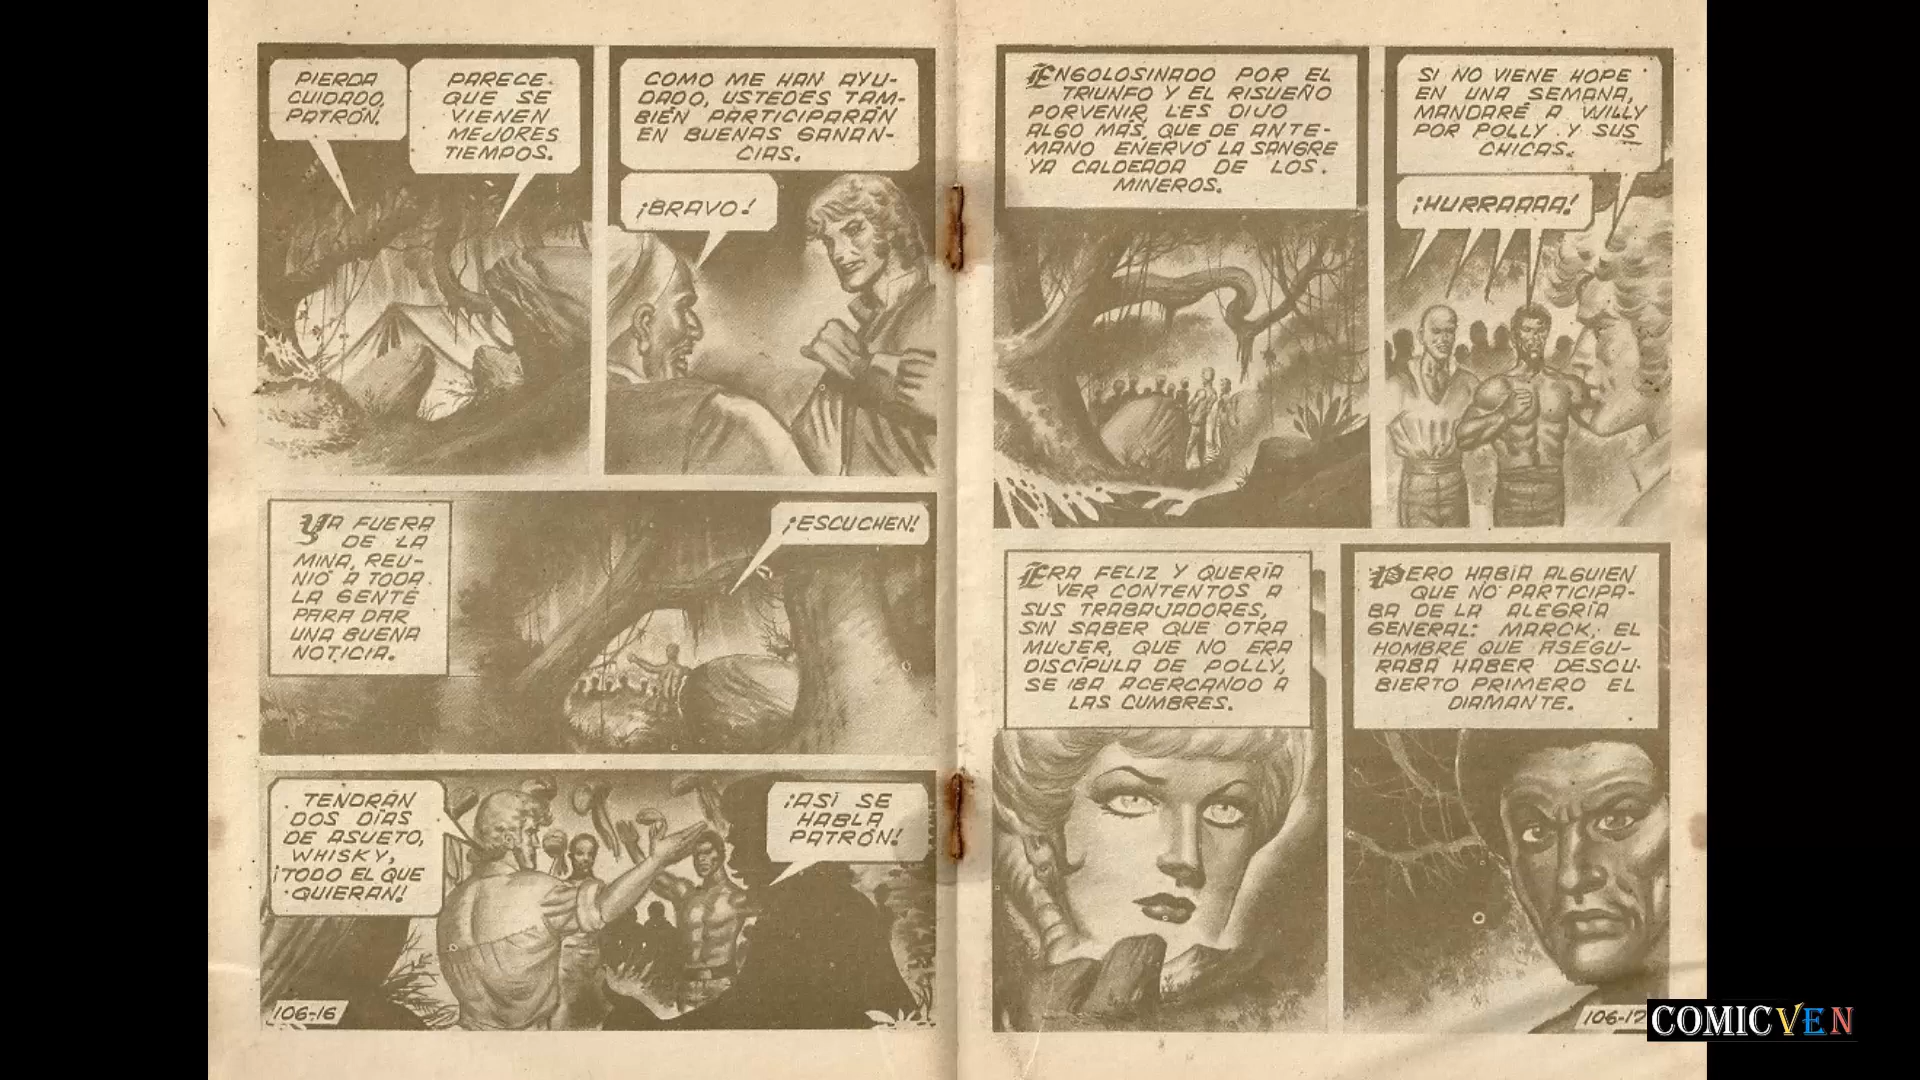 PIERDA
CUIDADO,
PATRÓN.
PARECE
QUE SE
VIENEN
MEJORES
TIEMPOS.
COMO ME HAN AYU-
DADO, USTEDES TAM-
BIÉN PARTICIPARÁN
EN BUENAS GANAN-
CIAS.
¡BRAVO!
YA FUERA
DE LA
MINA, REU-
NIÓ A TODA
LA GENTE
PARA DAR
UNA BUENA
NOTICIA.
¡ESCUCHEN!
TENDRÁN
DOS DÍAS
DE ASUETO,
WHISKY,
¡TODO EL QUE
QUIERAN!
¡ASÍ SE
HABLA
PATRÓN!
106-16
ENGOLOSINADO POR EL
TRIUNFO Y EL RISUEÑO
PORVENIR, LES DIJO
ALGO MÁS, QUE DE ANTE-
MANO ENERVÓ LA SANGRE
YA CALDEADA DE LOS
MINEROS.
SI NO VIENE HOPE
EN UNA SEMANA,
MANDARÉ A WILLY
POR POLLY Y SUS
CHICAS.
¡HURRAAAA!
ERA FELIZ Y QUERÍA
VER CONTENTOS A
SUS TRABAJADORES,
SIN SABER QUE OTRA
MUJER, QUE NO ERA
DISCÍPULA DE POLLY,
SE IBA ACERCANDO A
LAS CUMBRES.
PERO HABÍA ALGUIEN
QUE NO PARTICIPA-
BA DE LA ALEGRÍA
GENERAL: MARCK, EL
HOMBRE QUE ASEGU-
RABA HABER DESCU-
BIERTO PRIMERO EL
DIAMANTE.
106-17
COMICVEN